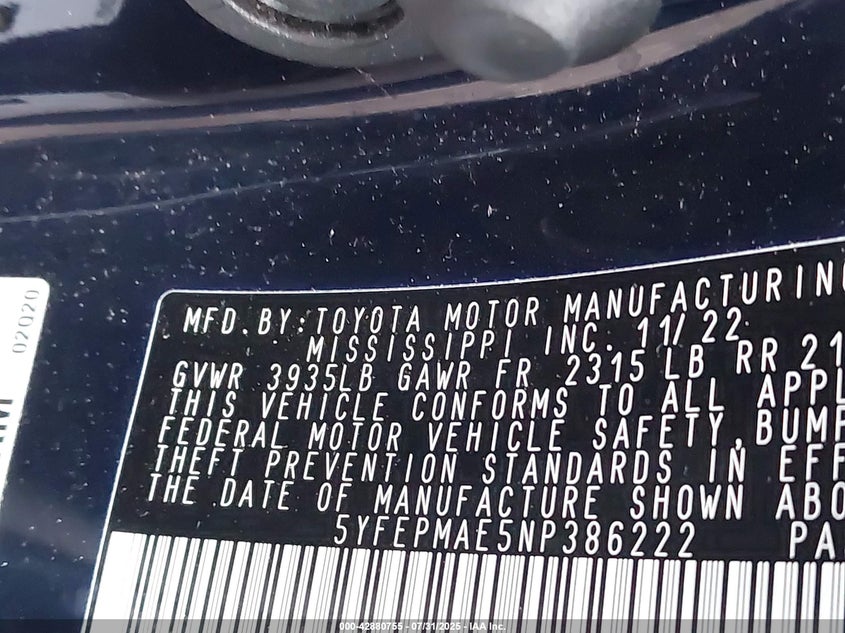 02020
MFD. BY: TOYOTA MOTOR MANUFACTURING
MISSISSIPPI INC. 11/22
GVWR 3935LB GAWR FR 2315 LB RR 21
THIS VEHICLE CONFORMS TO ALL APPL
FEDERAL MOTOR VEHICLE SAFETY, BUMP
THEFT PREVENTION STANDARDS IN EFF
THE DATE OF MANUFACTURE SHOWN ABO
5YFEPMAE5NP386222 PA
000-42880755 - 07/31/2025 - IAA Inc.